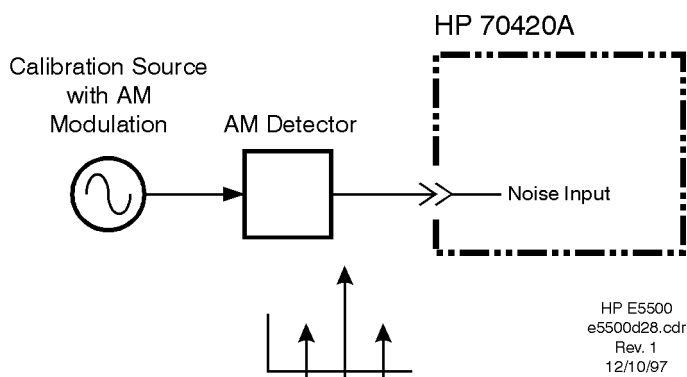 HP 70420A
Calibration Source
with AM
Modulation
AM Detector
Noise Input
HP E5500
e5500d28.cdr
Rev. 1
12/10/97